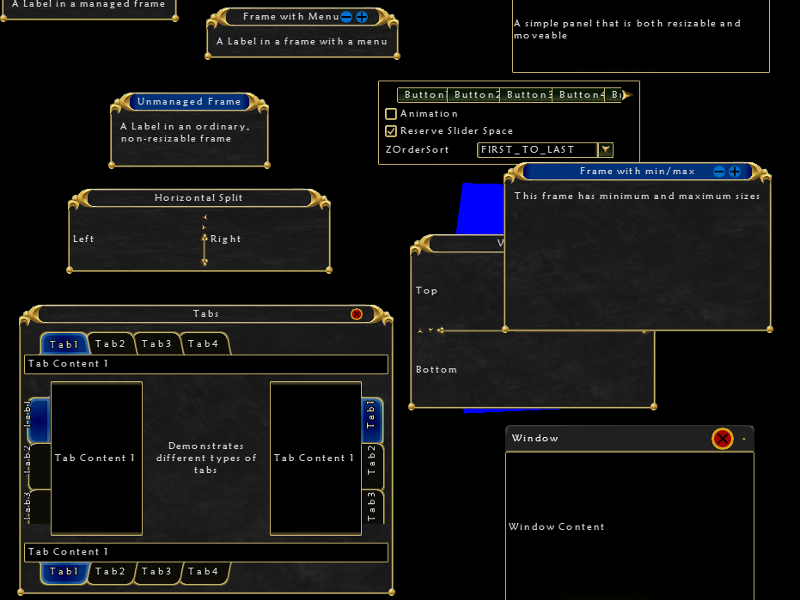 A Label in a managed frame
Frame with Menu
A Label in a frame with a menu
A simple panel that is both resizable and
moveable
Unmanaged Frame
A Label in an ordinary,
non-resizable frame
Button1 Button2 Button3 Button4
Animation
Reserve Slider Space
ZOrderSort FIRST_TO_LAST
Frame with min/max
This frame has minimum and maximum sizes
Horizontal Split
Left
Right
V
Top
Bottom
Tabs
Tab1 Tab2 Tab3 Tab4
Tab Content 1
Tab1
Tab2
Tab3
Tab Content 1
Demonstrates
different types of
tabs
Tab Content 1
Tab1
Tab2
Tab3
Tab Content 1
Tab1 Tab2 Tab3 Tab4
Window
Window Content